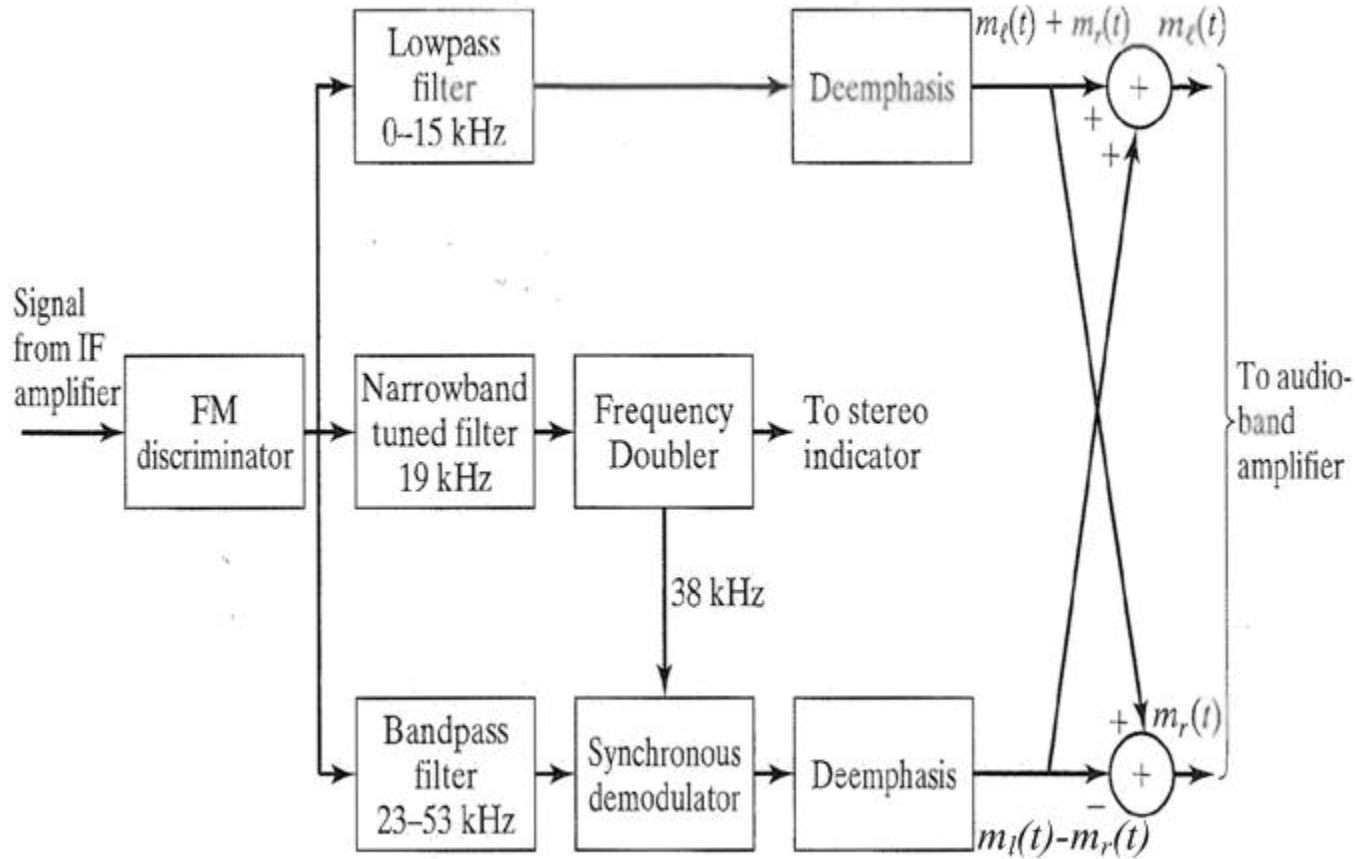 Lowpass
filter
0–15 kHz
Deemphasis
mℓ(t) + mr(t)
mℓ(t)
+
+
+
Signal
from IF
amplifier
FM
discriminator
Narrowband
tuned filter
19 kHz
Frequency
Doubler
To stereo
indicator
To audio-
band
amplifier
38 kHz
Bandpass
filter
23–53 kHz
Synchronous
demodulator
Deemphasis
+
mr(t)
+
−
ml(t)-mr(t)